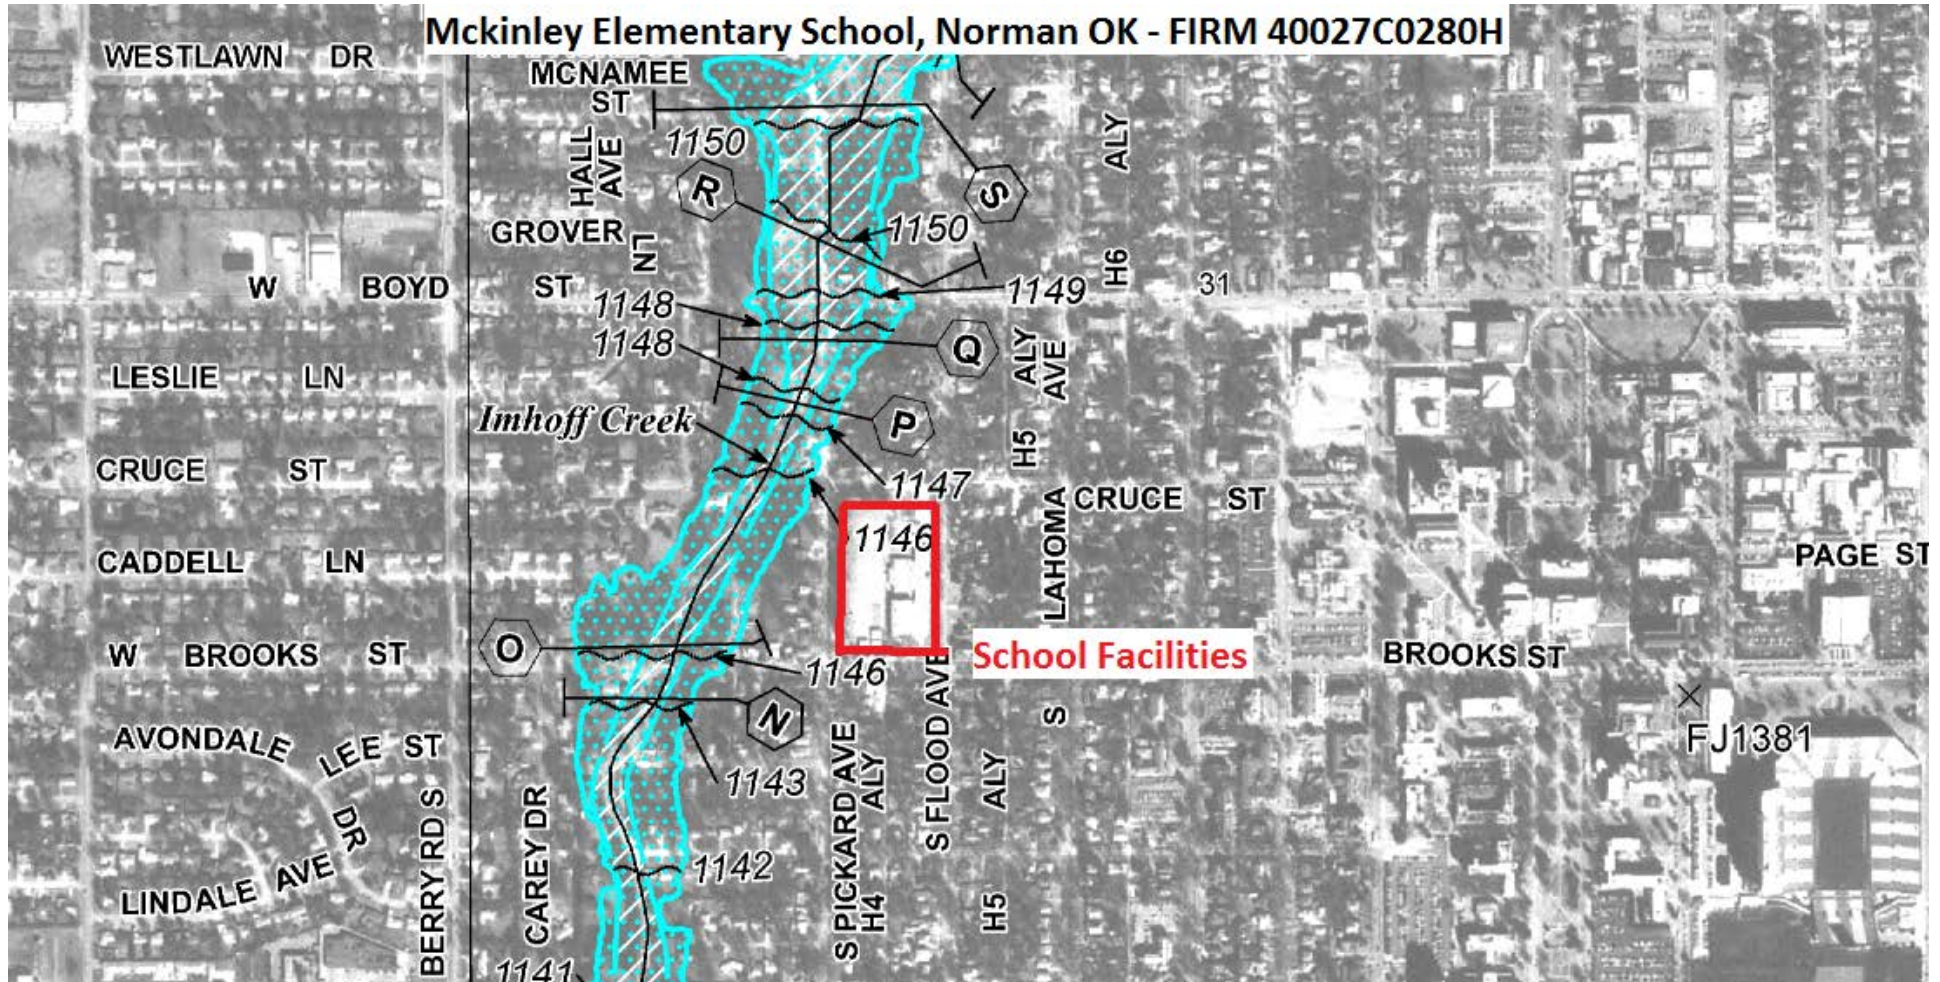 Mckinley Elementary School, Norman OK - FIRM 40027C0280H
WESTLAWN DR
MCNAMEE
ST
1150
HALL
AVE
ALY
R
S
GROVER
LN
1150
H6
W BOYD ST
1148
1149
31
1148
Q
ALY
AVE
LESLIE LN
Imhoff Creek
P
H5
CRUCE ST
1147
LAHOMA
CRUCE ST
1146
CADDELL LN
PAGE ST
W BROOKS ST
O
1146
School Facilities
BROOKS ST
S
N
AVONDALE
DR
LEE ST
FJ1381
1143
S PICKARD AVE
ALY
H4
S FLOOD AVE
ALY
H5
BERRY RD S
CAREY DR
1142
LINDALE AVE
1141